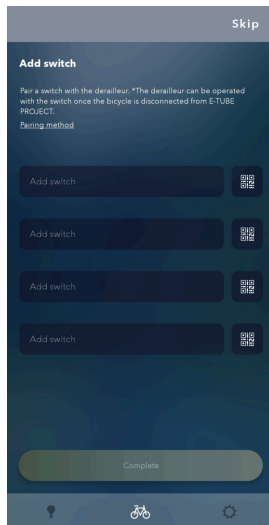 Skip
Add switch
Pair a switch with the derailleur. *The derailleur can be operated
with the switch once the bicycle is disconnected from E-TUBE
PROJECT.
Pairing method
Add switch
Add switch
Add switch
Add switch
Complete